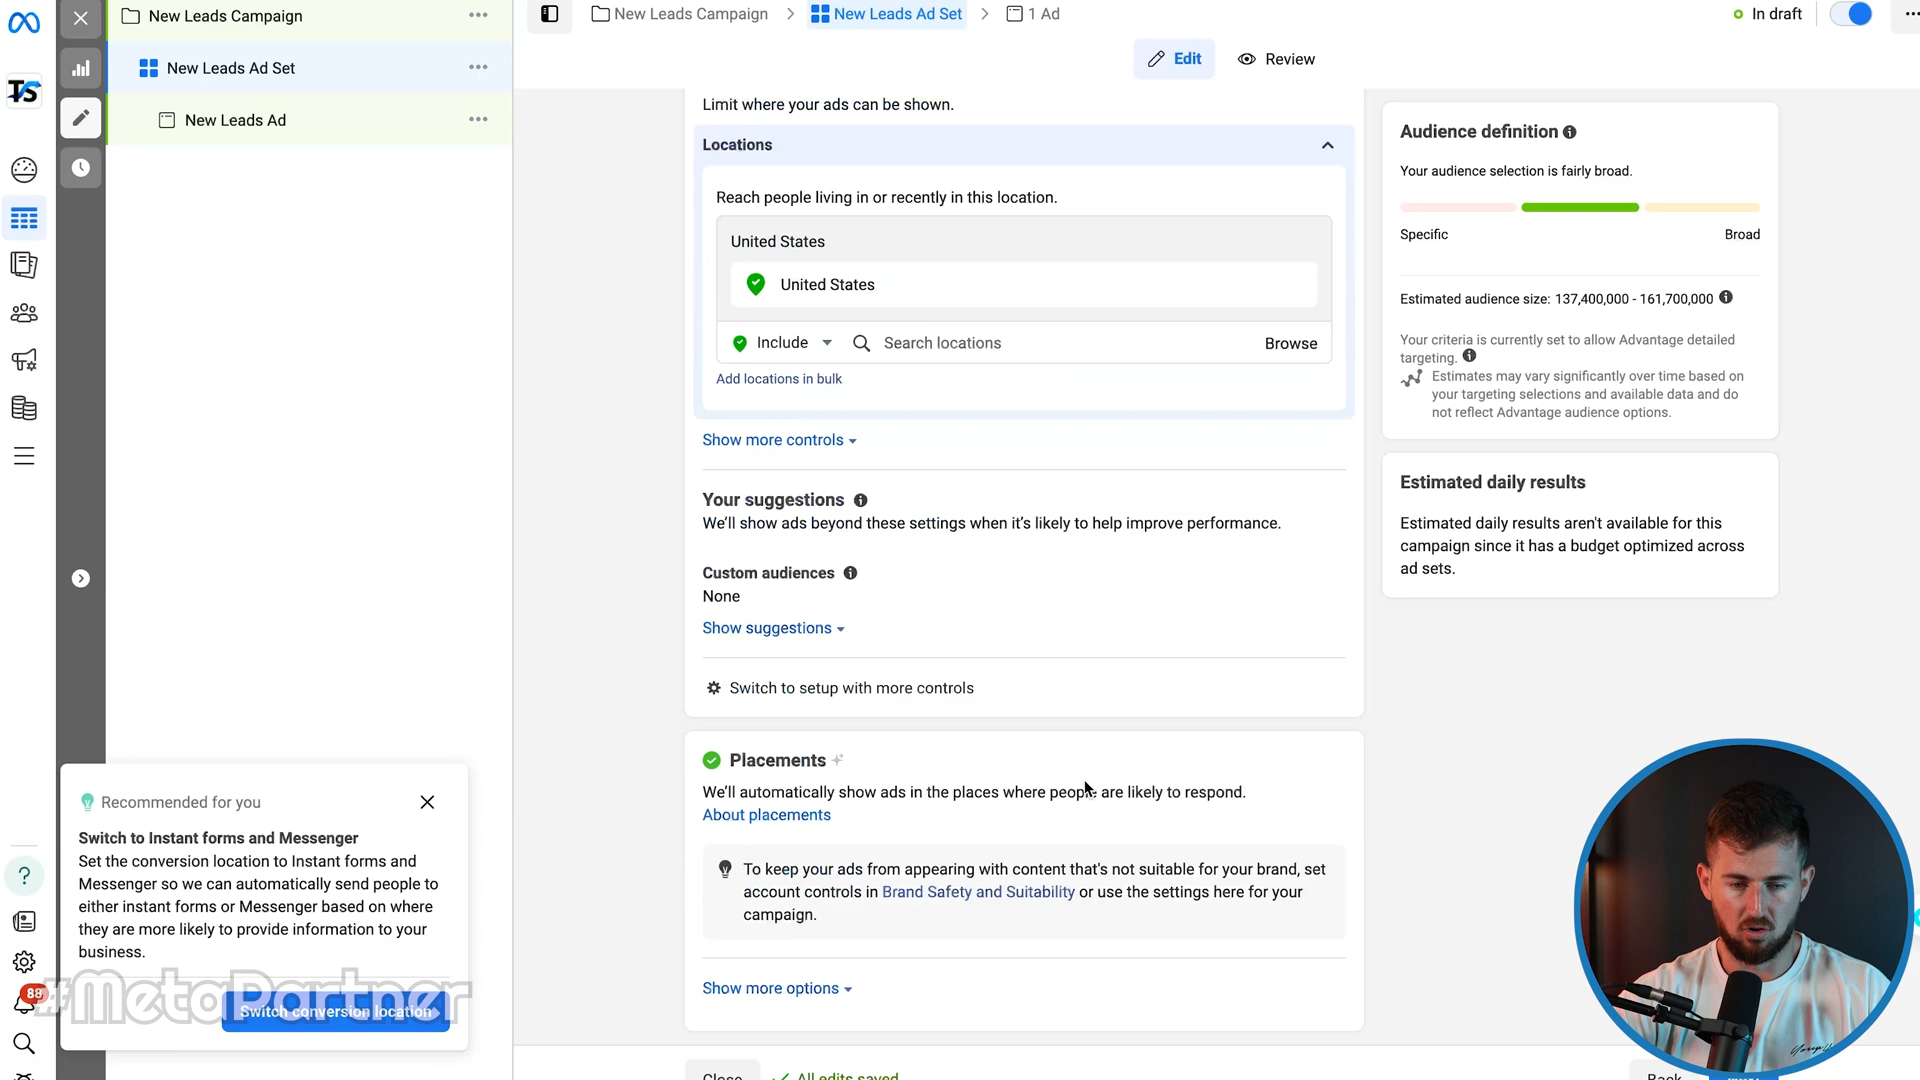 New Leads Campaign
New Leads Campaign
New Leads Ad Set
1 Ad
In draft
Edit
Review
TS
New Leads Ad Set
New Leads Ad
Limit where your ads can be shown.
Locations
Reach people living in or recently in this location.
United States
United States
Include
Search locations
Browse
Add locations in bulk
Show more controls
Your suggestions
We'll show ads beyond these settings when it's likely to help improve performance.
Custom audiences
None
Show suggestions
Switch to setup with more controls
Placements
We'll automatically show ads in the places where people are likely to respond.
About placements
To keep your ads from appearing with content that's not suitable for your brand, set
account controls in Brand Safety and Suitability or use the settings here for your
campaign.
Show more options
Close
All edits saved
Back
Audience definition
Your audience selection is fairly broad.
Specific
Broad
Estimated audience size: 137,400,000 - 161,700,000
Your criteria is currently set to allow Advantage detailed
targeting.
Estimates may vary significantly over time based on
your targeting selections and available data and do
not reflect Advantage audience options.
Estimated daily results
Estimated daily results aren't available for this
campaign since it has a budget optimized across
ad sets.
Recommended for you
Switch to Instant forms and Messenger
Set the conversion location to Instant forms and
Messenger so we can automatically send people to
either instant forms or Messenger based on where
they are more likely to provide information to your
business.
Switch conversion location
#MetaPartner
88